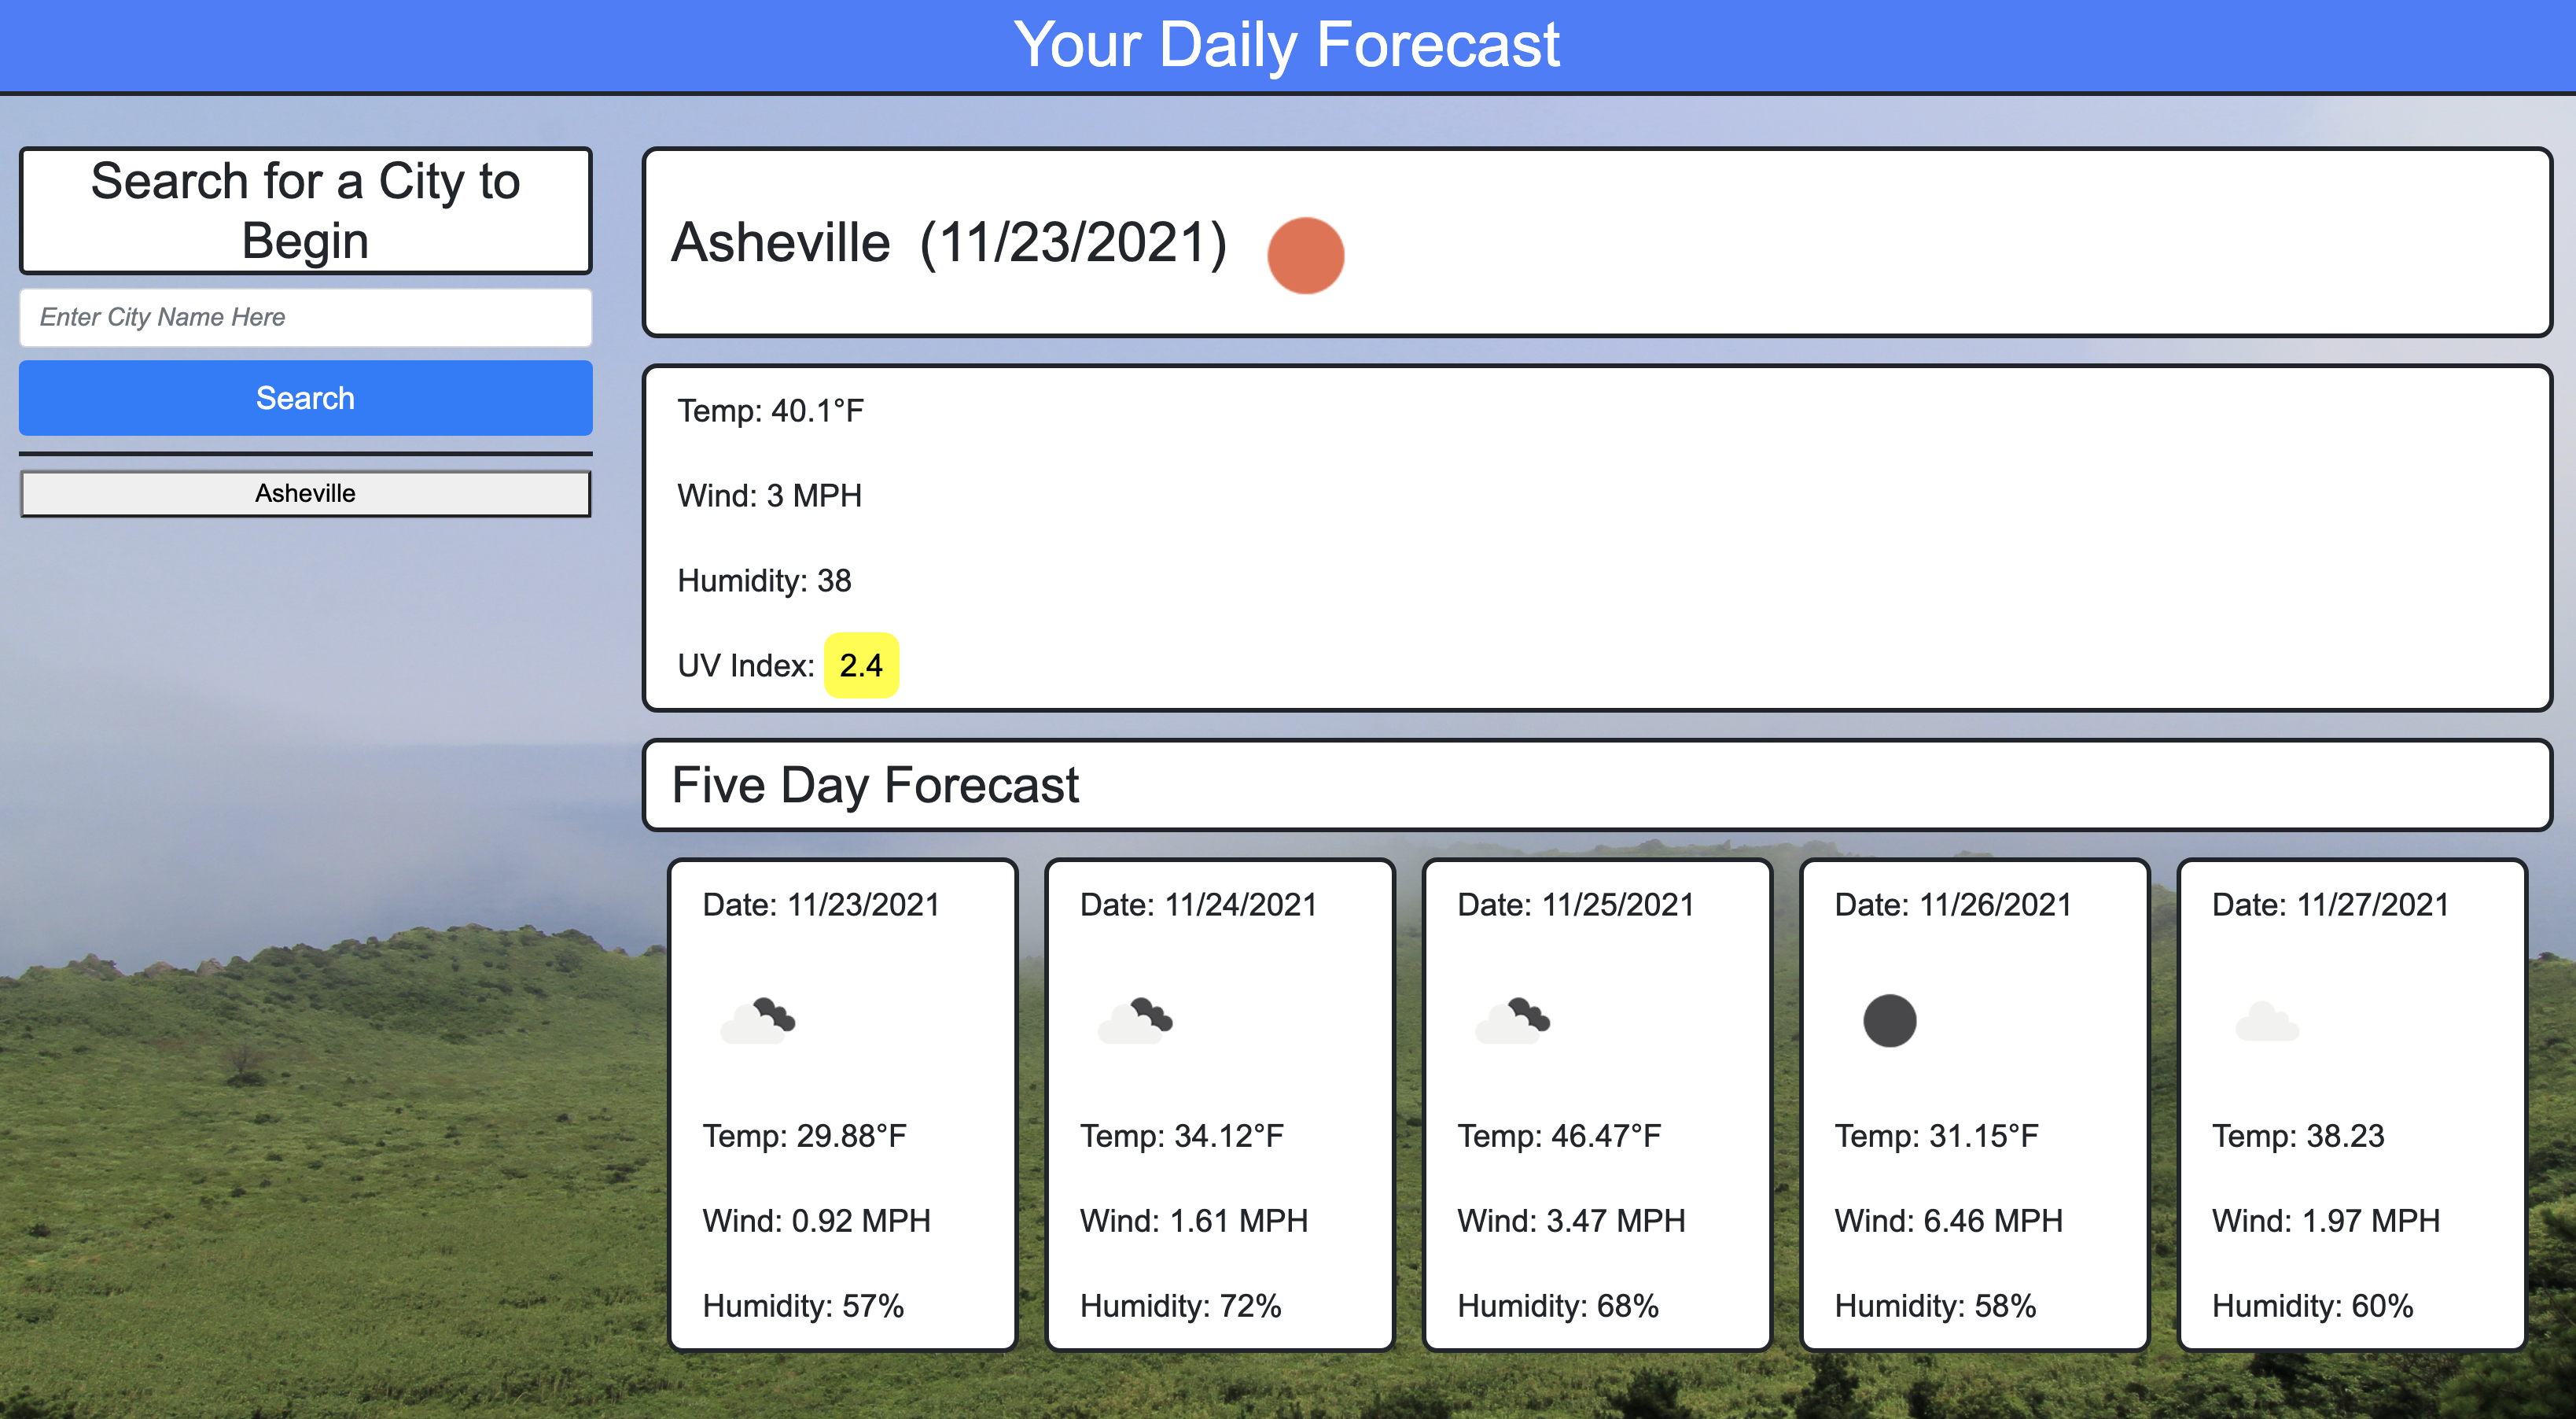 Your Daily Forecast
Search for a City to
Begin
Enter City Name Here
Search
Asheville
Asheville (11/23/2021)
Temp: 40.1°F
Wind: 3 MPH
Humidity: 38
UV Index: 2.4
Five Day Forecast
Date: 11/23/2021
Temp: 29.88°F
Wind: 0.92 MPH
Humidity: 57%
Date: 11/24/2021
Temp: 34.12°F
Wind: 1.61 MPH
Humidity: 72%
Date: 11/25/2021
Temp: 46.47°F
Wind: 3.47 MPH
Humidity: 68%
Date: 11/26/2021
Temp: 31.15°F
Wind: 6.46 MPH
Humidity: 58%
Date: 11/27/2021
Temp: 38.23
Wind: 1.97 MPH
Humidity: 60%